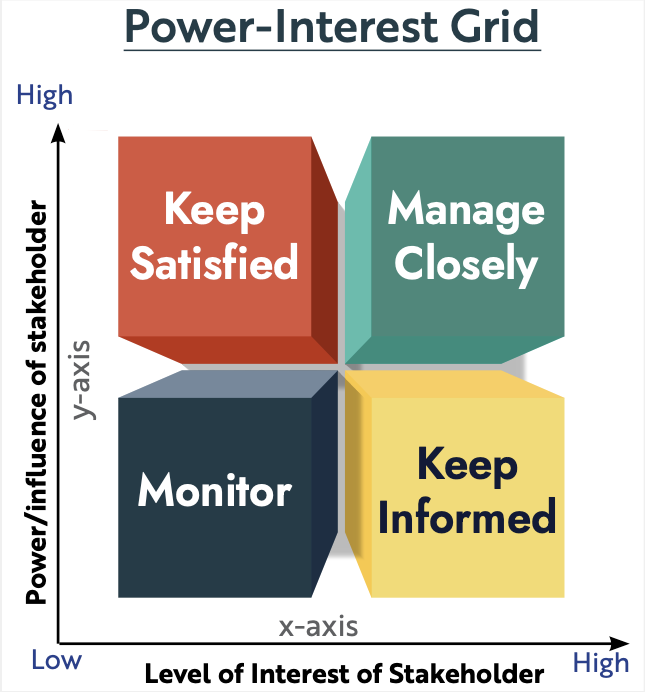 Power-Interest Grid
High
Keep
Satisfied
Manage
Closely
Power/influence of stakeholder
y-axis
Monitor
Keep
Informed
x-axis
Low
Level of Interest of Stakeholder
High